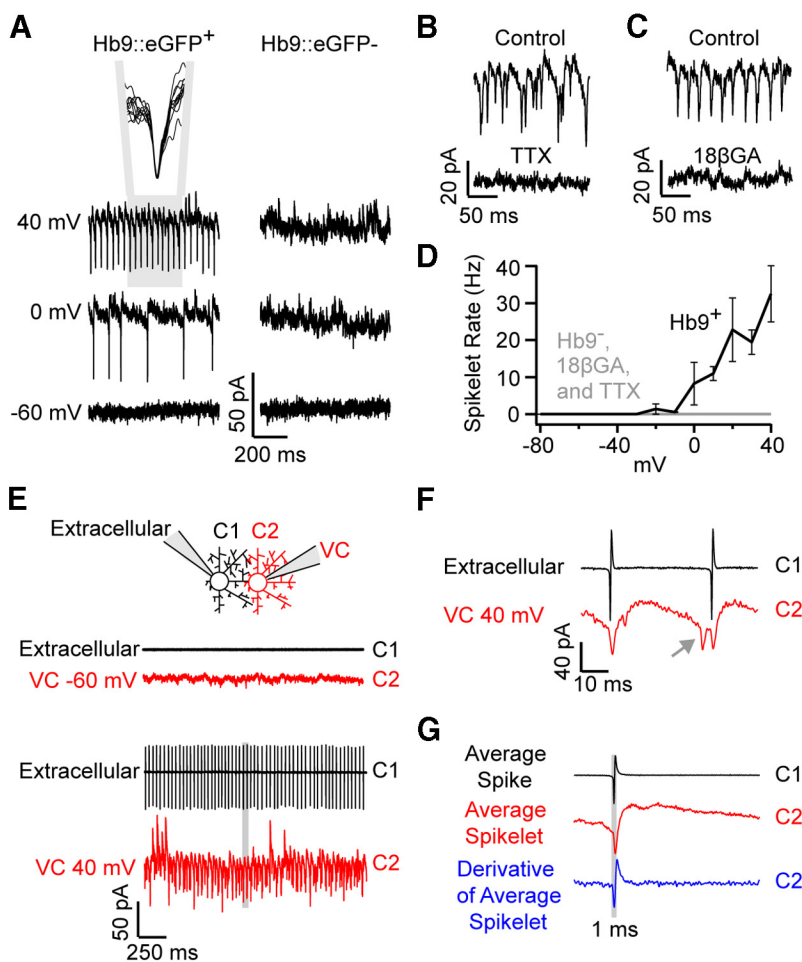 A
Hb9::eGFP+
Hb9::eGFP-
40 mV
0 mV
-60 mV
50 pA
200 ms
B
Control
TTX
20 pA
50 ms
C
Control
18βGA
20 pA
50 ms
D
Spikelet Rate (Hz)
40
30
20
10
0
Hb9+
Hb9-,
18βGA,
and TTX
-80
-40
0
40
mV
E
Extracellular
C1
C2
VC
Extracellular
C1
VC -60 mV
C2
Extracellular
C1
VC 40 mV
C2
50 pA
250 ms
F
Extracellular
C1
VC 40 mV
C2
40 pA
10 ms
G
Average
Spike
C1
Average
Spikelet
C2
Derivative
of Average
Spikelet
C2
1 ms